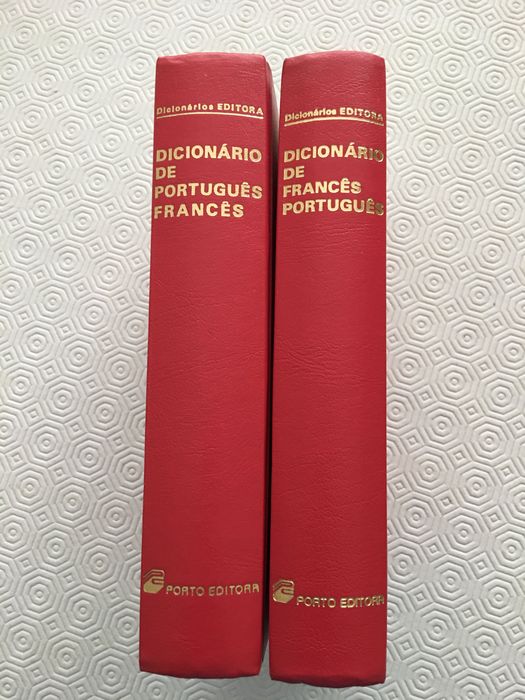 Dicionários EDITORA
DICIONÁRIO
DE
PORTUGUÊS
FRANCÊS
PORTO EDITORA
Dicionários EDITORA
DICIONÁRIO
DE
FRANCÊS
PORTUGUÊS
PORTO EDITORA